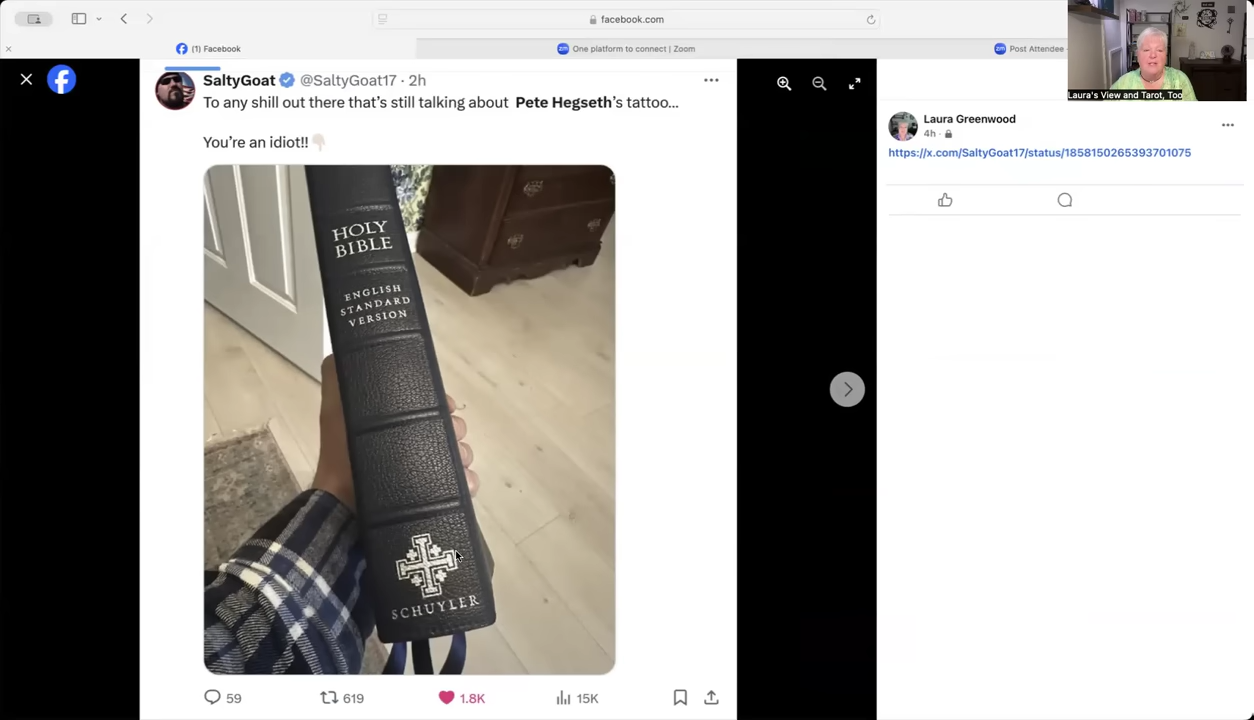 facebook.com
(1) Facebook
One platform to connect | Zoom
Post Attendee -
Laura's View and Tarot, Too
SaltyGoat @SaltyGoat17 · 2h
To any shill out there that's still talking about Pete Hegseth's tattoo...
You're an idiot!!👇🏻
HOLY
BIBLE
ENGLISH
STANDARD
VERSION
SCHUYLER
59
619
1.8K
15K
Laura Greenwood
4h ·
https://x.com/SaltyGoat17/status/1858150265393701075